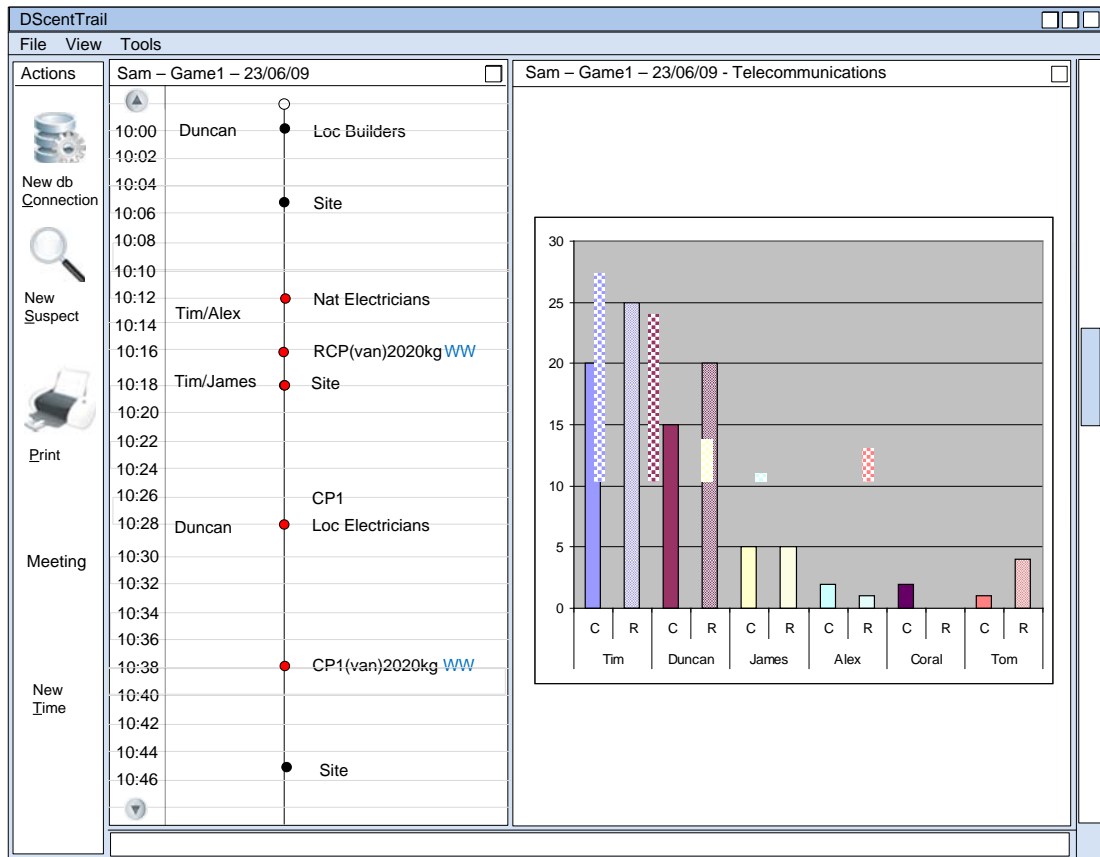 DScentTrail
File View Tools
Actions
New db
Connection
New
Suspect
Print
Meeting
New
Time
Sam – Game1 – 23/06/09
10:00 Duncan Loc Builders
10:02
10:04
Site
10:06
10:08
10:10
10:12 Nat Electricians
Tim/Alex
10:14
10:16 RCP(van)2020kg WW
10:18 Tim/James Site
10:20
10:22
10:24
10:26 CP1
10:28 Duncan Loc Electricians
10:30
10:32
10:34
10:36
10:38 CP1(van)2020kg WW
10:40
10:42
10:44
Site
10:46
Sam – Game1 – 23/06/09 - Telecommunications
30
25
20
15
10
5
0
C R C R C R C R C R C R
Tim Duncan James Alex Coral Tom